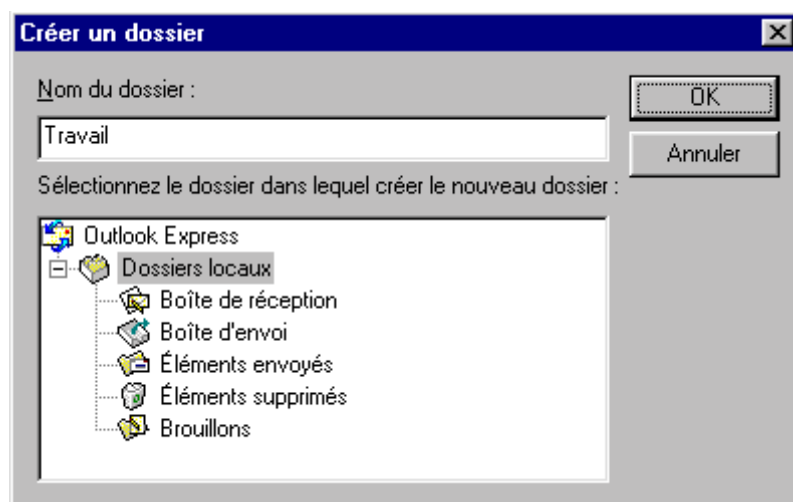 Créer un dossier
Nom du dossier :
OK
Travail
Annuler
Sélectionnez le dossier dans lequel créer le nouveau dossier :
Outlook Express
Dossiers locaux
Boîte de réception
Boîte d'envoi
Éléments envoyés
Éléments supprimés
Brouillons